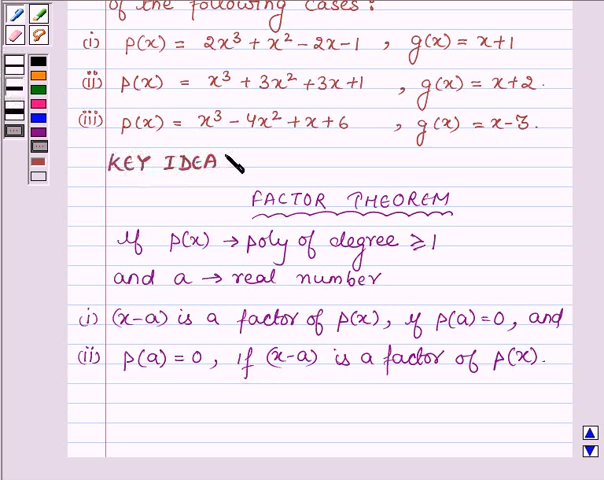 of the following cases:
(i) p(x) = 2x³ + x² - 2x - 1 , g(x) = x + 1
(ii) p(x) = x³ + 3x² + 3x + 1 , g(x) = x + 2.
(iii) p(x) = x³ - 4x² + x + 6 , g(x) = x - 3.
KEY IDEA
FACTOR THEOREM
If p(x) → poly of degree ≥ 1
and a → real number
(i) (x-a) is a factor of p(x), if p(a) = 0, and
(ii) p(a) = 0, if (x-a) is a factor of p(x).